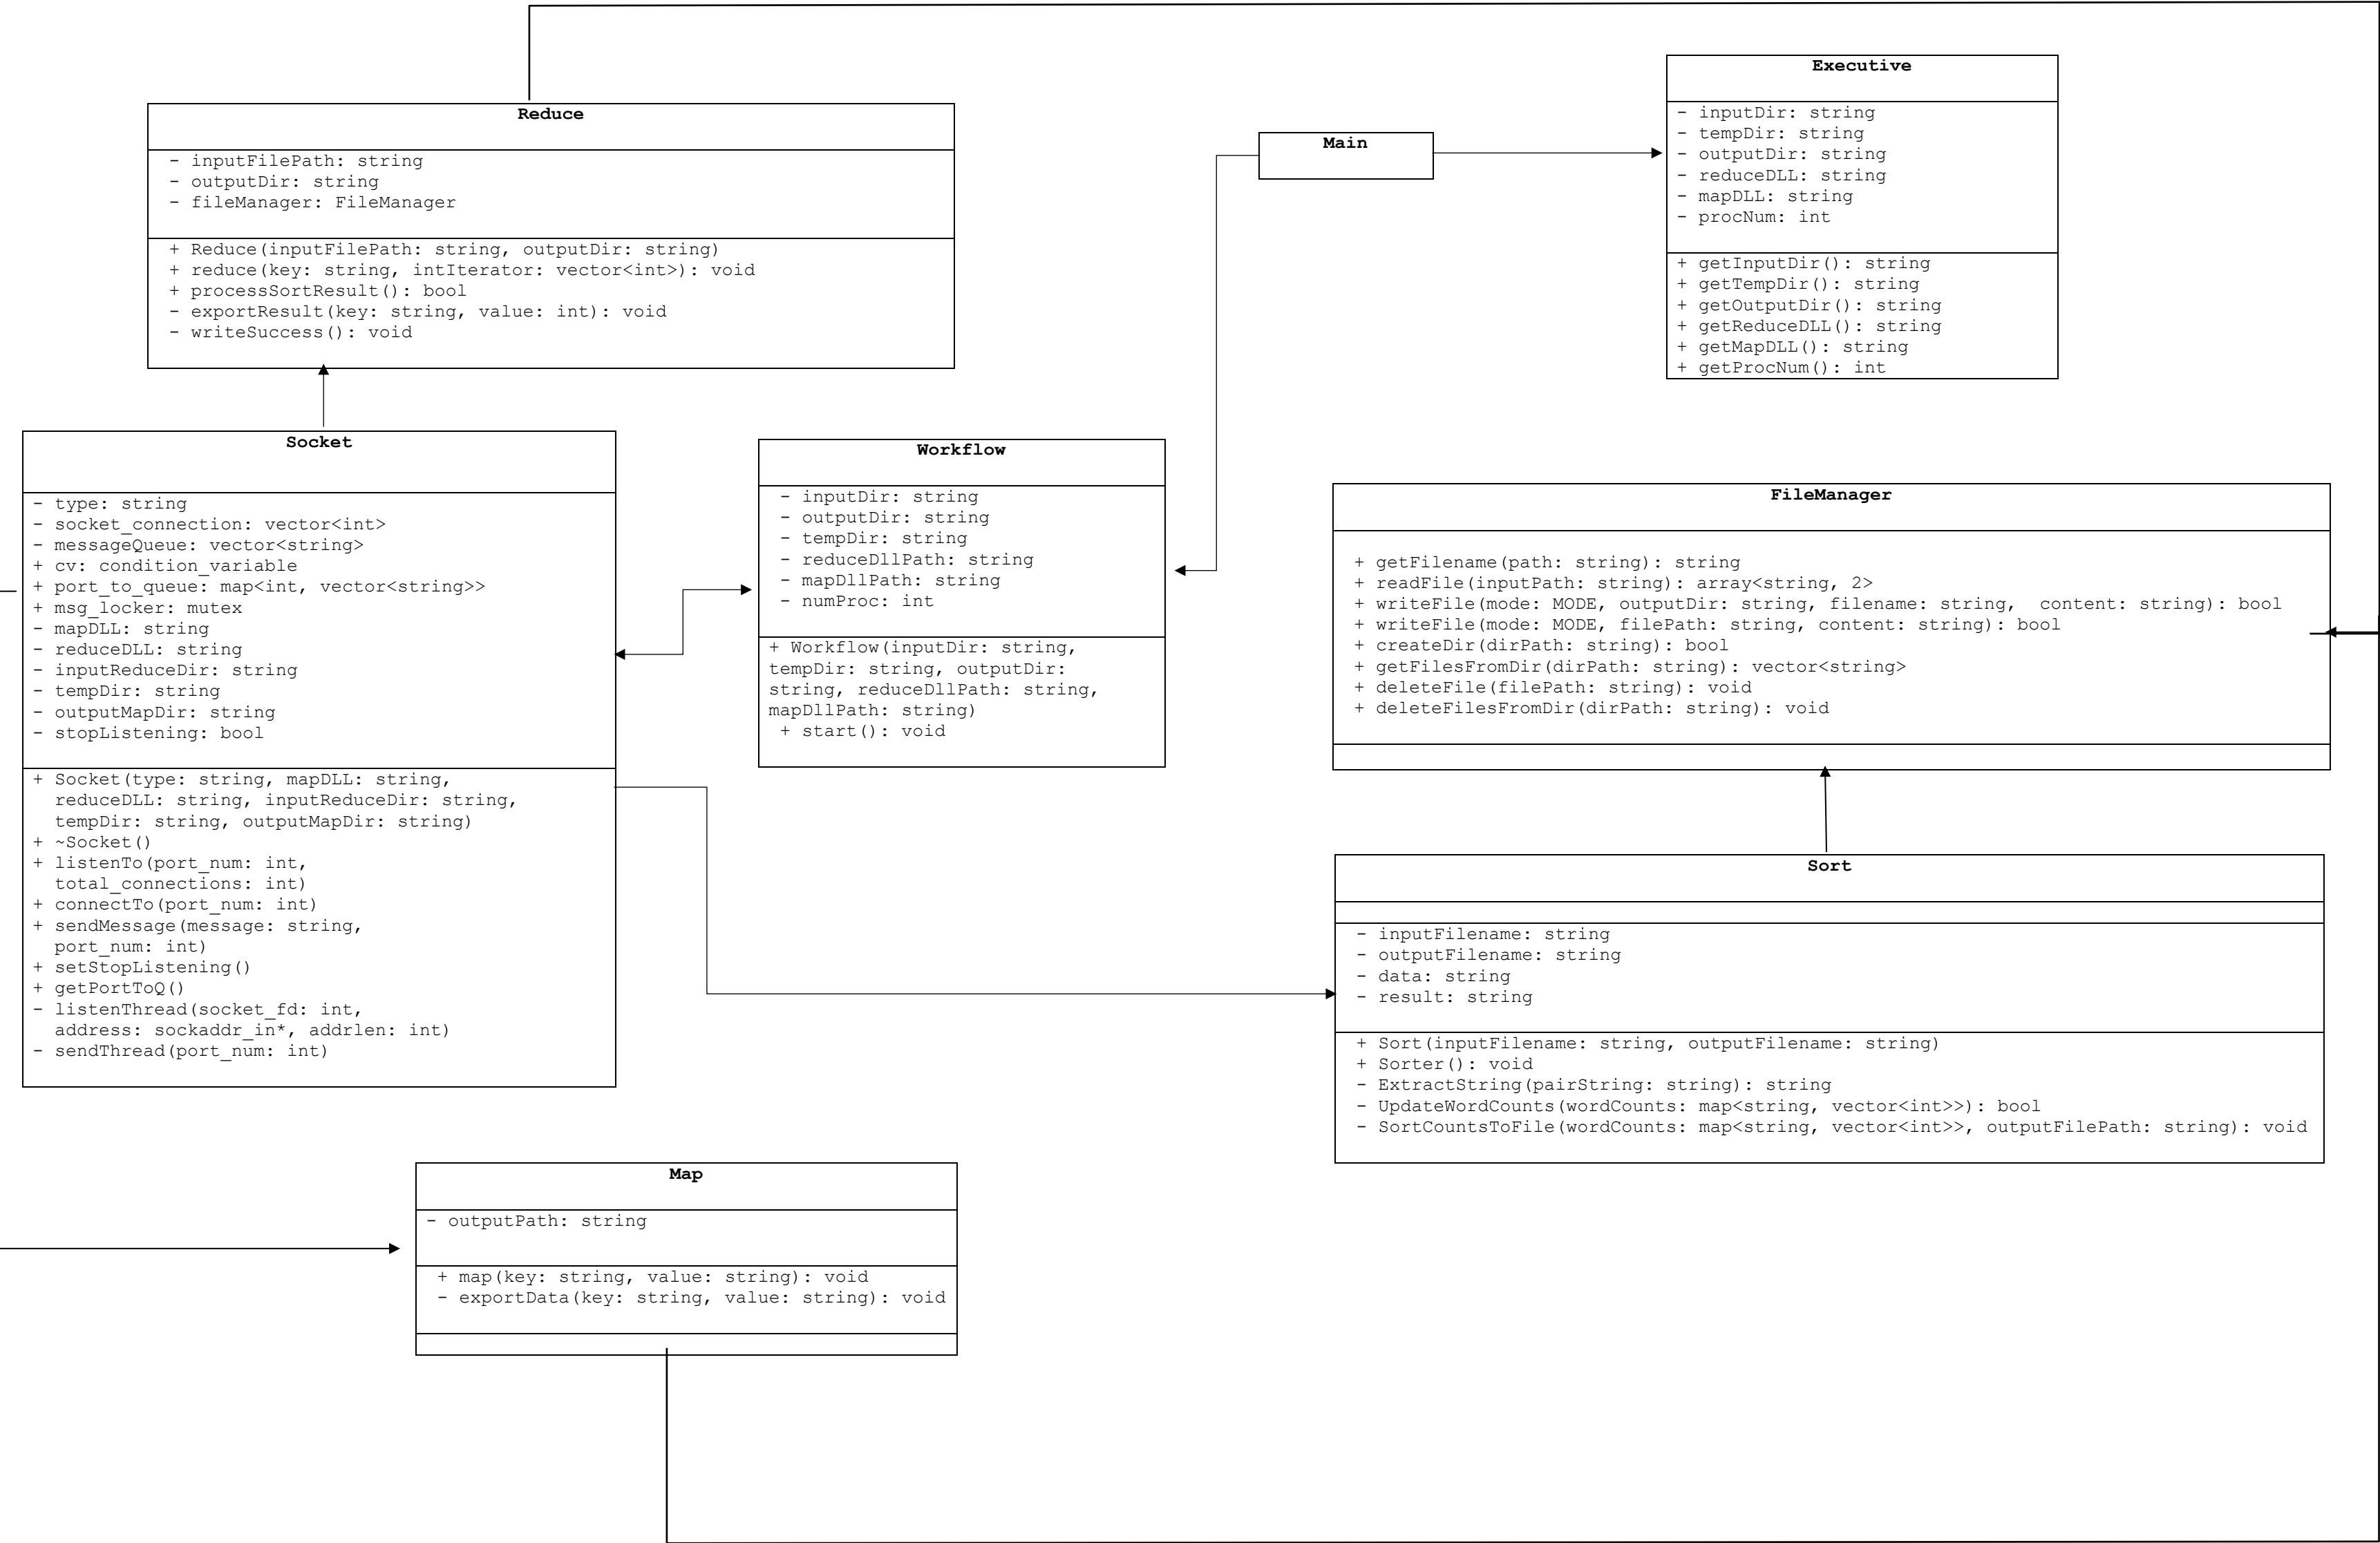 Reduce
- inputFilePath: string
- outputDir: string
- fileManager: FileManager
+ Reduce(inputFilePath: string, outputDir: string)
+ reduce(key: string, intIterator: vector<int>): void
+ processSortResult(): bool
- exportResult(key: string, value: int): void
- writeSuccess(): void
Main
Executive
- inputDir: string
- tempDir: string
- outputDir: string
- reduceDLL: string
- mapDLL: string
- procNum: int
+ getInputDir(): string
+ getTempDir(): string
+ getOutputDir(): string
+ getReduceDLL(): string
+ getMapDLL(): string
+ getProcNum(): int
Socket
- type: string
- socket_connection: vector<int>
- messageQueue: vector<string>
+ cv: condition_variable
+ port_to_queue: map<int, vector<string>>
+ msg_locker: mutex
- mapDLL: string
- reduceDLL: string
- inputReduceDir: string
- tempDir: string
- outputMapDir: string
- stopListening: bool
+ Socket(type: string, mapDLL: string,
reduceDLL: string, inputReduceDir: string,
tempDir: string, outputMapDir: string)
+ ~Socket()
+ listenTo(port_num: int,
total_connections: int)
+ connectTo(port_num: int)
+ sendMessage(message: string,
port_num: int)
+ setStopListening()
+ getPortToQ()
- listenThread(socket_fd: int,
address: sockaddr_in*, addrlen: int)
- sendThread(port_num: int)
Workflow
- inputDir: string
- outputDir: string
- tempDir: string
- reduceDllPath: string
- mapDllPath: string
- numProc: int
+ Workflow(inputDir: string,
tempDir: string, outputDir:
string, reduceDllPath: string,
mapDllPath: string)
+ start(): void
FileManager
+ getFilename(path: string): string
+ readFile(inputPath: string): array<string, 2>
+ writeFile(mode: MODE, outputDir: string, filename: string, content: string): bool
+ writeFile(mode: MODE, filePath: string, content: string): bool
+ createDir(dirPath: string): bool
+ getFilesFromDir(dirPath: string): vector<string>
+ deleteFile(filePath: string): void
+ deleteFilesFromDir(dirPath: string): void
Sort
- inputFilename: string
- outputFilename: string
- data: string
- result: string
+ Sort(inputFilename: string, outputFilename: string)
+ Sorter(): void
- ExtractString(pairString: string): string
- UpdateWordCounts(wordCounts: map<string, vector<int>>): bool
- SortCountsToFile(wordCounts: map<string, vector<int>>, outputFilePath: string): void
Map
- outputPath: string
+ map(key: string, value: string): void
- exportData(key: string, value: string): void